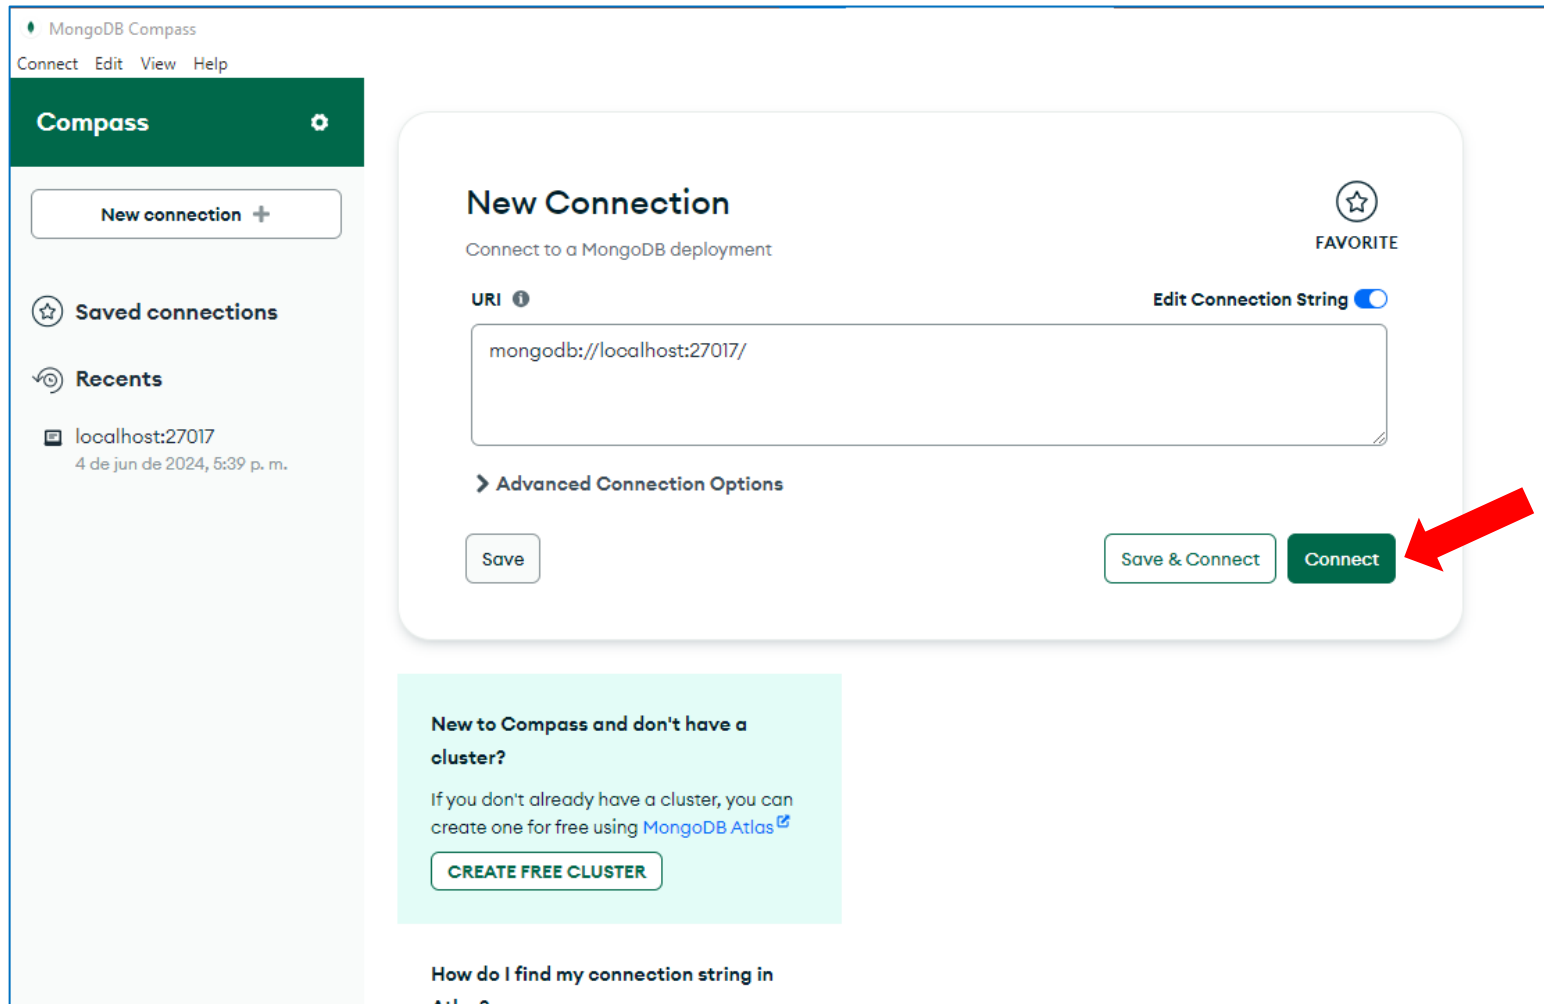 MongoDB Compass
Connect Edit View Help
Compass
New connection
Saved connections
Recents
localhost:27017
4 de jun de 2024, 5:39 p. m.
New Connection
FAVORITE
Connect to a MongoDB deployment
URI
Edit Connection String
mongodb://localhost:27017/
Advanced Connection Options
Save
Save & Connect
Connect
New to Compass and don't have a
cluster?
If you don't already have a cluster, you can
create one for free using MongoDB Atlas
CREATE FREE CLUSTER
How do I find my connection string in